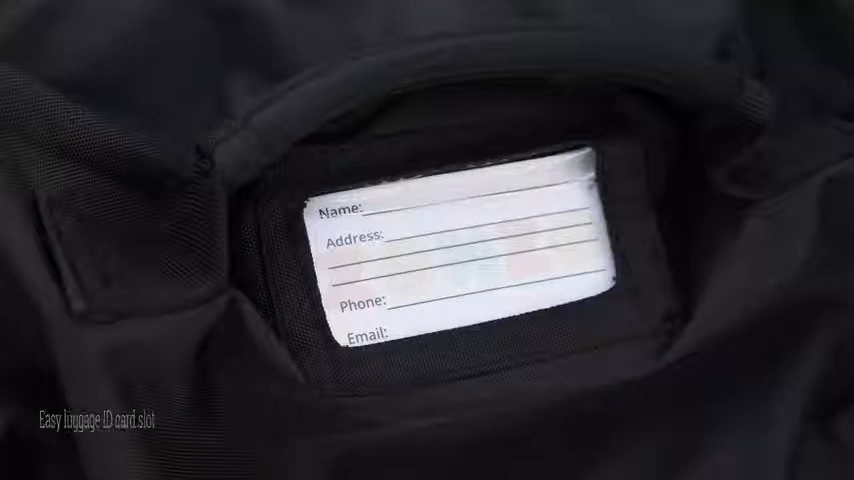 Name:
Address:
Phone:
Email:
Easy luggage ID card slot